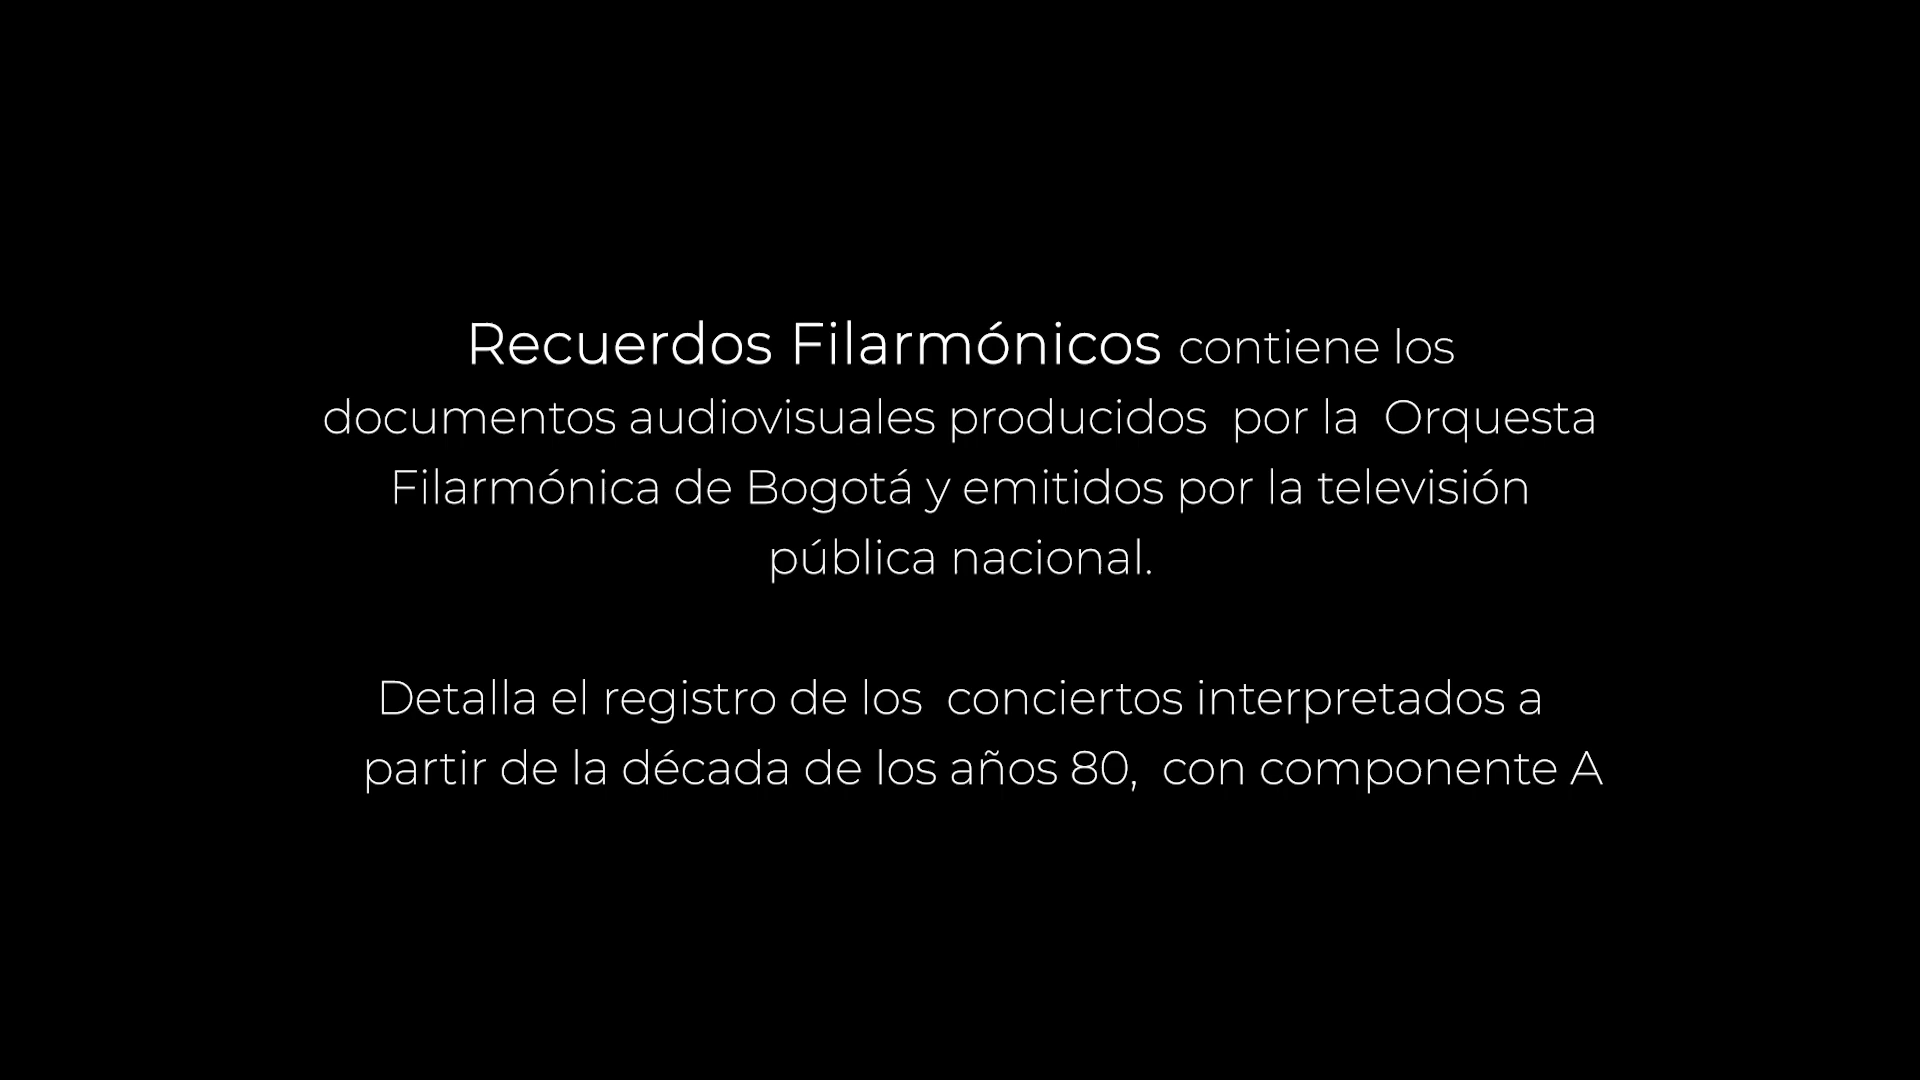 Recuerdos Filarmónicos contiene los
documentos audiovisuales producidos por la Orquesta
Filarmónica de Bogotá y emitidos por la televisión
pública nacional.
Detalla el registro de los conciertos interpretados a
partir de la década de los años 80, con componente A